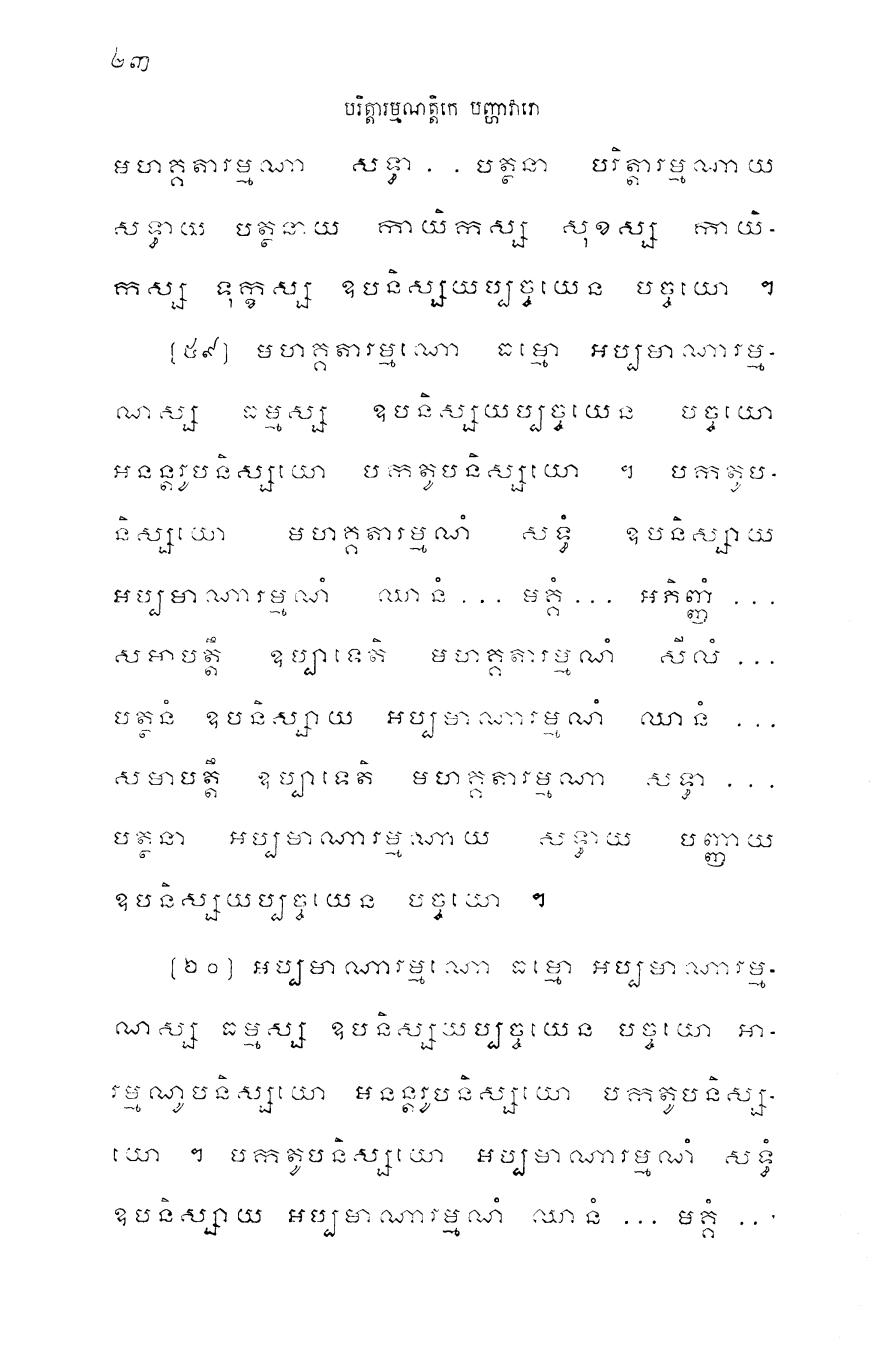 ៦៣
បរិត្តារម្មណត្តិកេ បញ្ហាវារោ
មហគ្គតារម្មណា សទ្ធា . . បត្ថនា បរិត្តារម្មណាយ
សទ្ធាយ បត្ថនាយ កាយិកស្ស សុខស្ស កាយិ-
កស្ស ទុក្ខស្ស ឧបនិស្សយប្បច្ចយេន បច្ចយោ ។
[៥៩] មហគ្គតារម្មណោ ធម្មោ អប្បមាណារម្ម-
ណស្ស ធម្មស្ស ឧបនិស្សយប្បច្ចយេន បច្ចយោ
អនន្តរូបនិស្សយោ បកតូបនិស្សយោ ។ បកតូប-
និស្សយោ មហគ្គតារម្មណំ សទ្ធំ ឧបនិស្សាយ
អប្បមាណារម្មណំ ឈានំ ... មគ្គំ ... អភិញ្ញំ ...
សមាបត្តឹ ឧប្បាទេតិ មហគ្គតារម្មណំ សីលំ ...
បត្ថនំ ឧបនិស្សាយ អប្បមាណារម្មណំ ឈានំ ...
សមាបត្តឹ ឧប្បាទេតិ មហគ្គតារម្មណា សទ្ធា ...
បត្ថនា អប្បមាណារម្មណាយ សទ្ធាយ បញ្ញាយ
ឧបនិស្សយប្បច្ចយេន បច្ចយោ ។
[២០] អប្បមាណារម្មណោ ធម្មោ អប្បមាណារម្ម-
ណស្ស ធម្មស្ស ឧបនិស្សយប្បច្ចយេន បច្ចយោ អា-
រម្មណូបនិស្សយោ អនន្តរូបនិស្សយោ បកតូបនិស្ស-
យោ ។ បកតូបនិស្សយោ អប្បមាណារម្មណំ សទ្ធំ
ឧបនិស្សាយ អប្បមាណារម្មណំ ឈានំ ... មគ្គំ ...